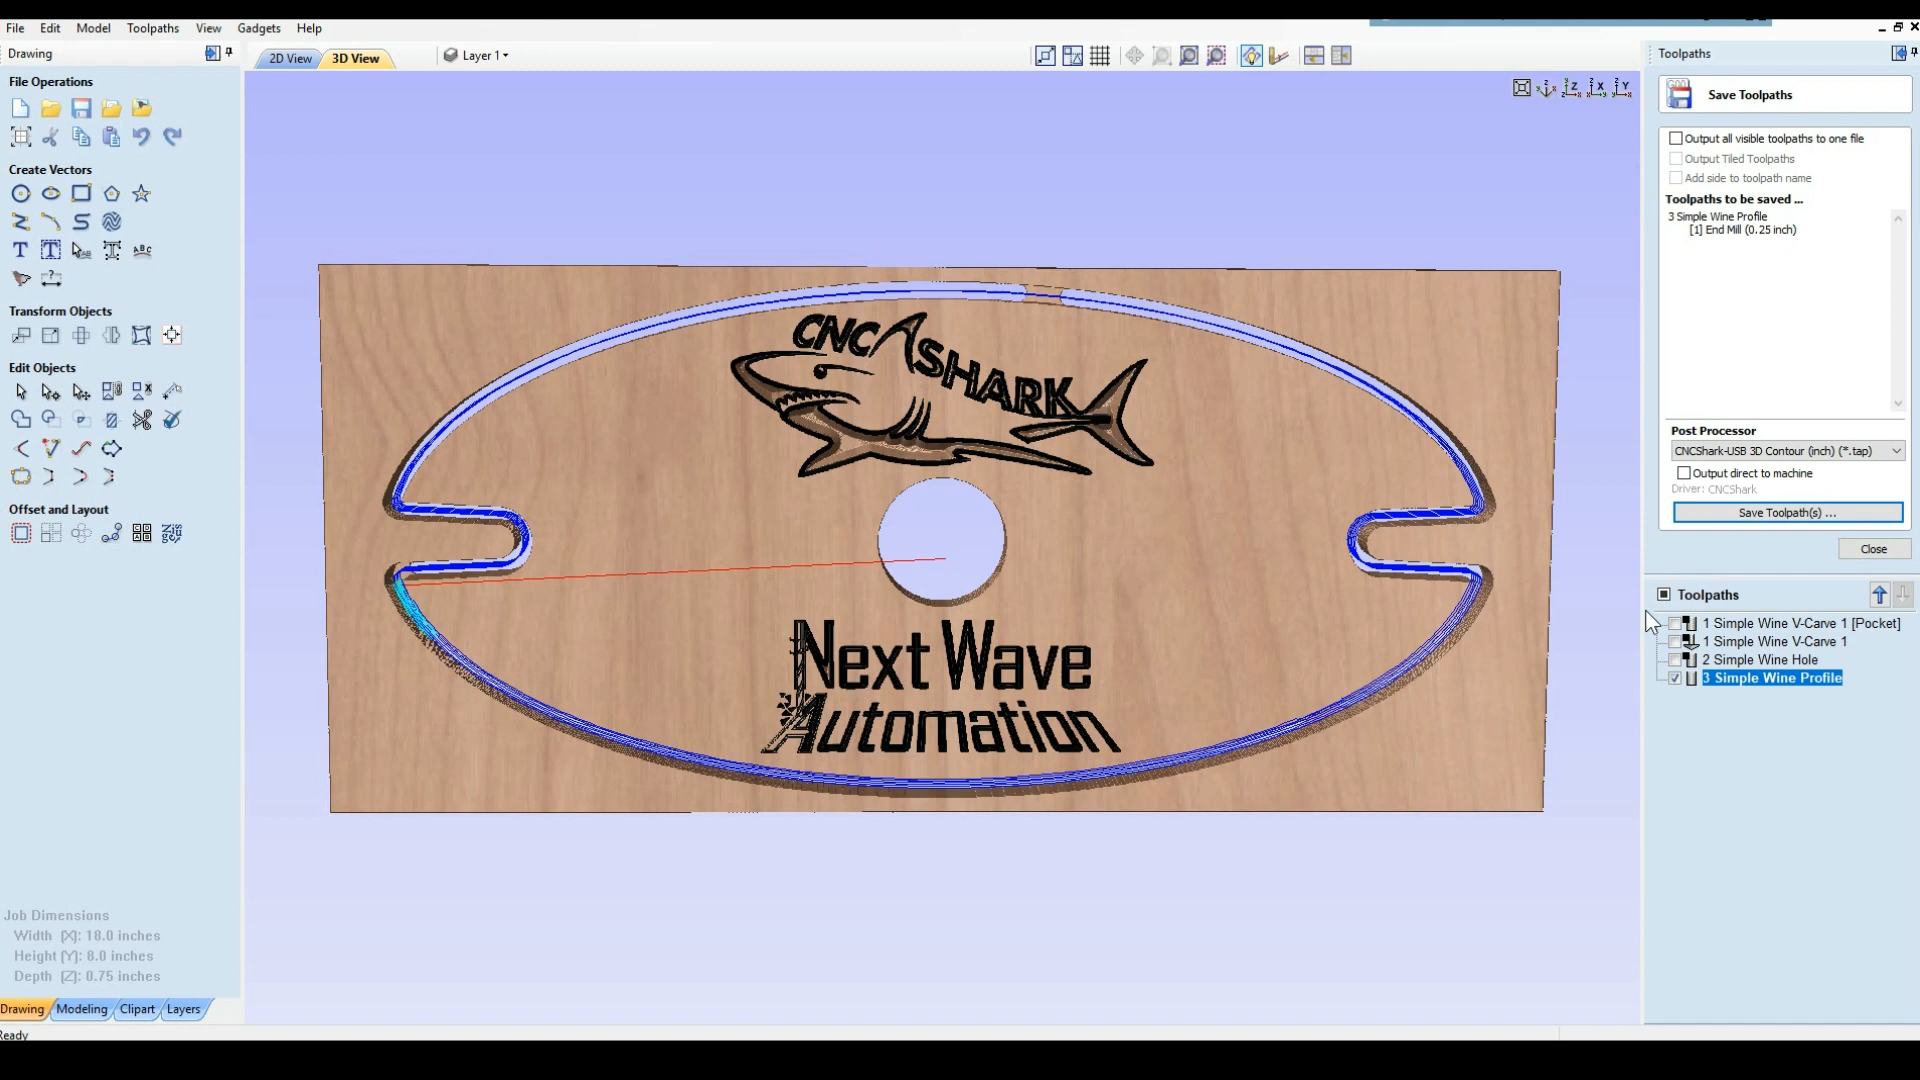 File Edit Model Toolpaths View Gadgets Help
Drawing
File Operations
Create Vectors
Transform Objects
Edit Objects
Offset and Layout
Job Dimensions
Width (X): 18.0 inches
Height (Y): 8.0 inches
Depth (Z): 0.75 inches
Drawing Modeling Clipart Layers
Ready
2D View 3D View Layer 1
CNC SHARK
Next Wave
Automation
Toolpaths
Save Toolpaths
Output all visible toolpaths to one file
Output Tiled Toolpaths
Add side to toolpath name
Toolpaths to be saved ...
3 Simple Wine Profile
[1] End Mill (0.25 inch)
Post Processor
CNCShark-USB 3D Contour (inch) (*.tap)
Output direct to machine
Driver: CNCShark
Save Toolpath(s) ...
Close
Toolpaths
1 Simple Wine V-Carve 1 [Pocket]
1 Simple Wine V-Carve 1
2 Simple Wine Hole
3 Simple Wine Profile